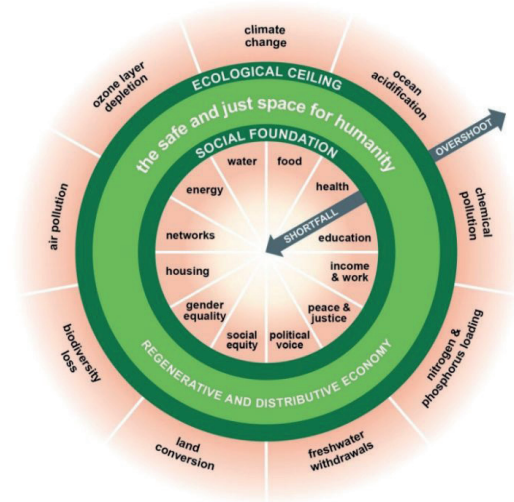 climate
change
ozone layer
depletion
ocean
acidification
ECOLOGICAL CEILING
OVERSHOOT
the safe and just space for humanity
SOCIAL FOUNDATION
water
food
energy
health
SHORTFALL
networks
education
housing
income
& work
gender
equality
peace &
justice
social
equity
political
voice
air pollution
chemical
pollution
REGENERATIVE AND DISTRIBUTIVE ECONOMY
biodiversity
loss
nitrogen &
phosphorus loading
land
conversion
freshwater
withdrawals